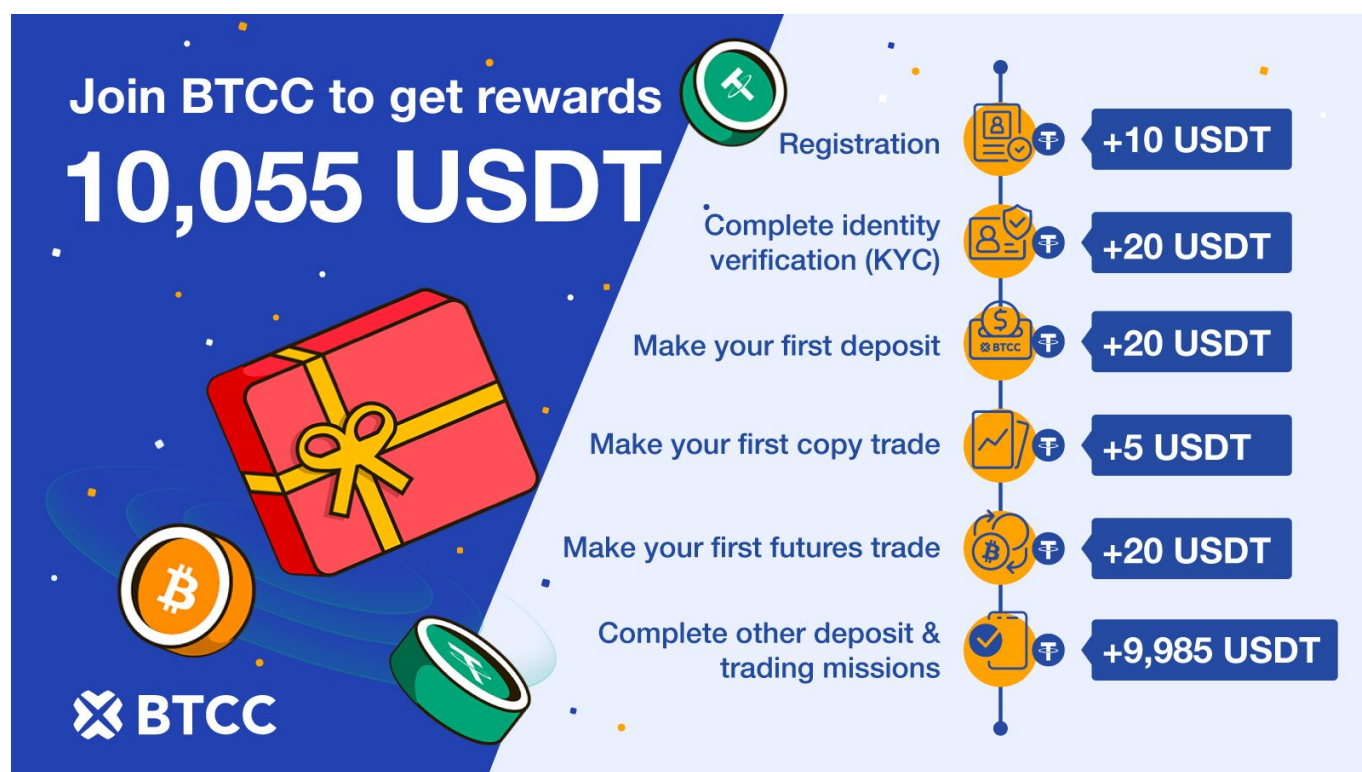 Join BTCC to get rewards
10,055 USDT
Registration
+10 USDT
Complete identity
verification (KYC)
+20 USDT
Make your first deposit
BTCC
+20 USDT
Make your first copy trade
+5 USDT
Make your first futures trade
+20 USDT
Complete other deposit &
trading missions
+9,985 USDT
BTCC